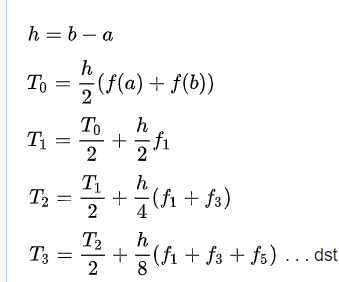 h = b − a
T₀ = h/2 (f(a) + f(b))
T₁ = T₀/2 + h/2 f₁
T₂ = T₁/2 + h/4 (f₁ + f₃)
T₃ = T₂/2 + h/8 (f₁ + f₃ + f₅) ... dst